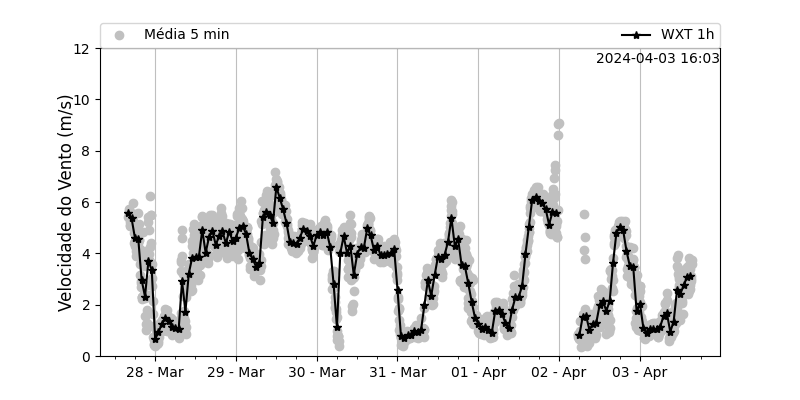 Média 5 min
WXT 1h
2024-04-03 16:03
Velocidade do Vento (m/s)
12
10
8
6
4
2
0
28 - Mar
29 - Mar
30 - Mar
31 - Mar
01 - Apr
02 - Apr
03 - Apr